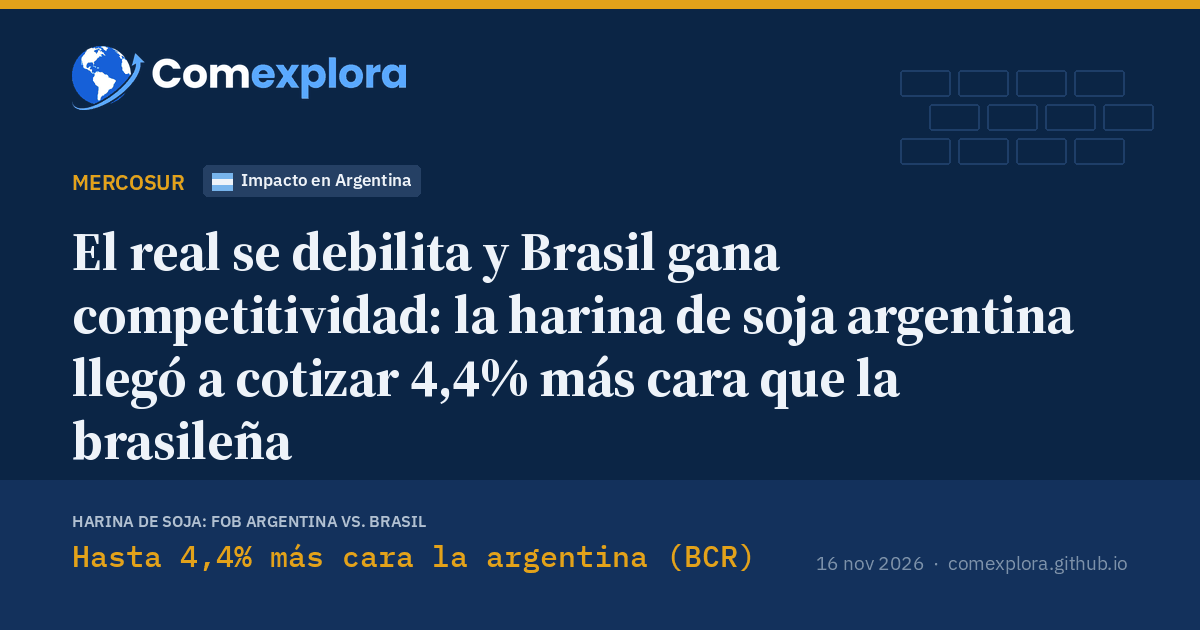 Comexplora
MERCOSUR
Impacto en Argentina
El real se debilita y Brasil gana
competitividad: la harina de soja argentina
llegó a cotizar 4,4% más cara que la
brasileña
HARINA DE SOJA: FOB ARGENTINA VS. BRASIL
Hasta 4,4% más cara la argentina (BCR)
16 nov 2026 · comexplora.github.io